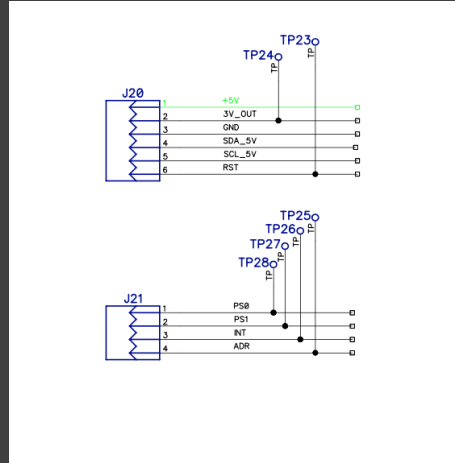 TP23
TP24
TP
TP
J20
1 +5V
2 3V_OUT
3 GND
4 SDA_5V
5 SCL_5V
6 RST
TP25
TP26
TP27
TP28
TP
TP
TP
TP
J21
1 PS0
2 PS1
3 INT
4 ADR